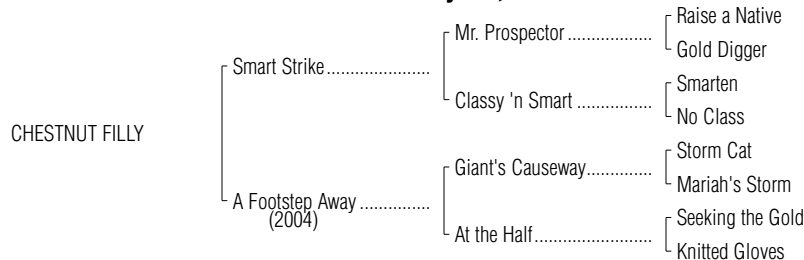 Raise a Native
Mr. Prospector ....................
Gold Digger
Smart Strike.......................
Smarten
Classy 'n Smart ..................
No Class
CHESTNUT FILLY
Storm Cat
Giant's Causeway...............
Mariah's Storm
A Footstep Away ................
(2004)
Seeking the Gold
At the Half...........................
Knitted Gloves